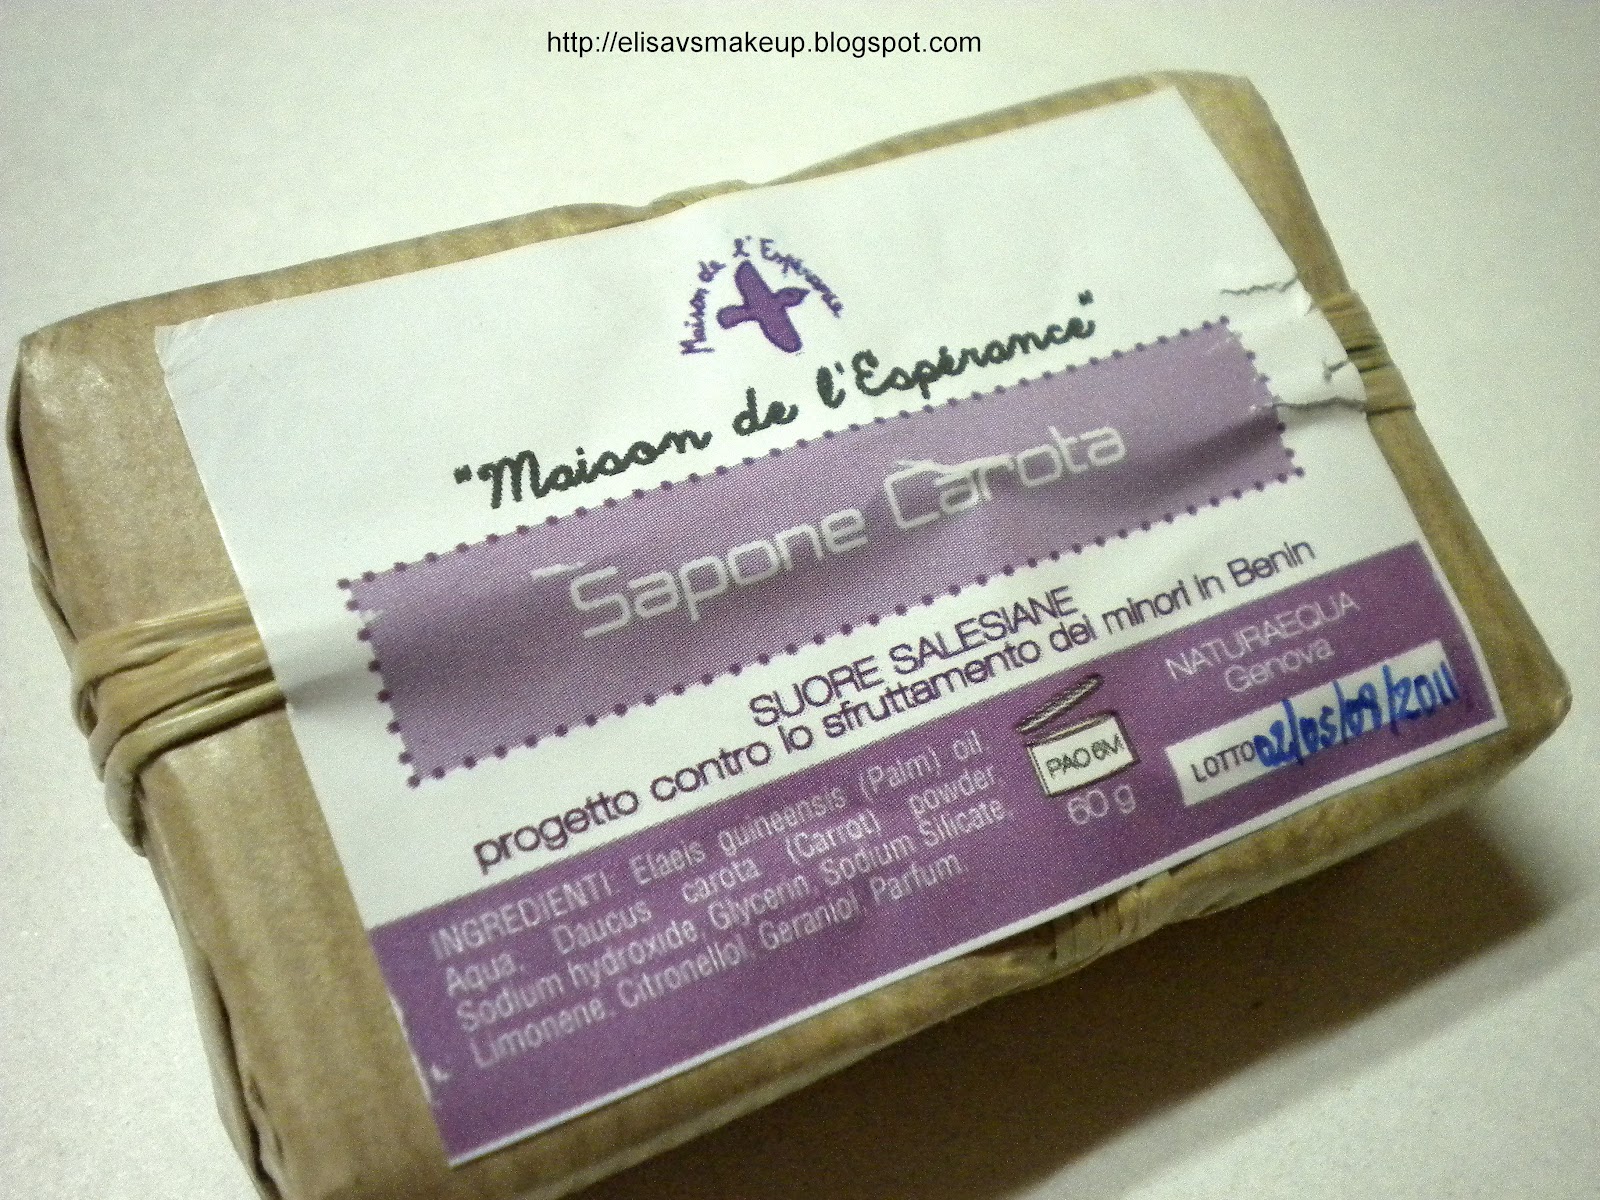 http://elisavsmakeup.blogspot.com
Maison de l'Espérance
"Maison de l'Espérance"
Sapone Carota
SUORE SALESIANE
progetto contro lo sfruttamento dei minori in Benin
INGREDIENTI: Elaeis guineensis (Palm) oil,
Aqua, Daucus carota (Carrot) powder,
Sodium hydroxide, Glycerin, Sodium Silicate,
Limonene, Citronellol, Geraniol, Parfum.
PAO 6M
60 g
NATURAEQUA
Genova
LOTTO 02/05/08/2011